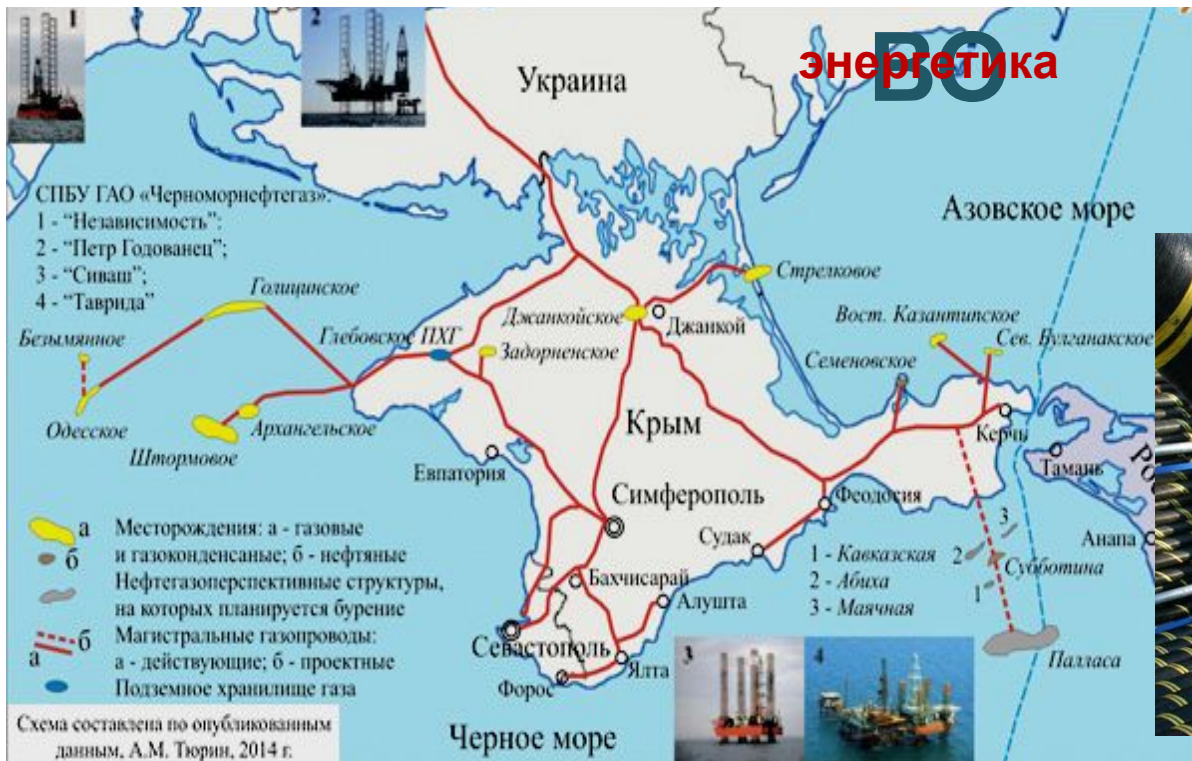 1
2
ВО
энергетика
Украина
СПБУ ГАО «Черноморнефтегаз»:
1 - “Независимость”:
2 - “Петр Годованец”;
3 - “Сиваш”;
4 - “Таврида”
Азовское море
Голицинское
Стрелковое
Безымянное
Глебовское ПХГ
Джанкойское
Джанкой
Вост. Казантипское
Задорненское
Сев. Булганакское
Семеновское
Одесское
Архангельское
Штормовое
Крым
Керчь
Тамань
Евпатория
Симферополь
Феодосия
а Месторождения: а - газовые
б и газоконденсаные; б - нефтяные
Нефтегазоперспективные структуры,
на которых планируется бурение
б Магистральные газопроводы:
а а - действующие; б - проектные
Подземное хранилище газа
Судак
1 - Кавказская
2 - Абиха
3 - Маячная
3
2
1
Субботина
Анапа
Бахчисарай
Алушта
Севастополь
Ялта
Форос
Палласа
3
4
Черное море
Схема составлена по опубликованным
данным, А.М. Тюрин, 2014 г.